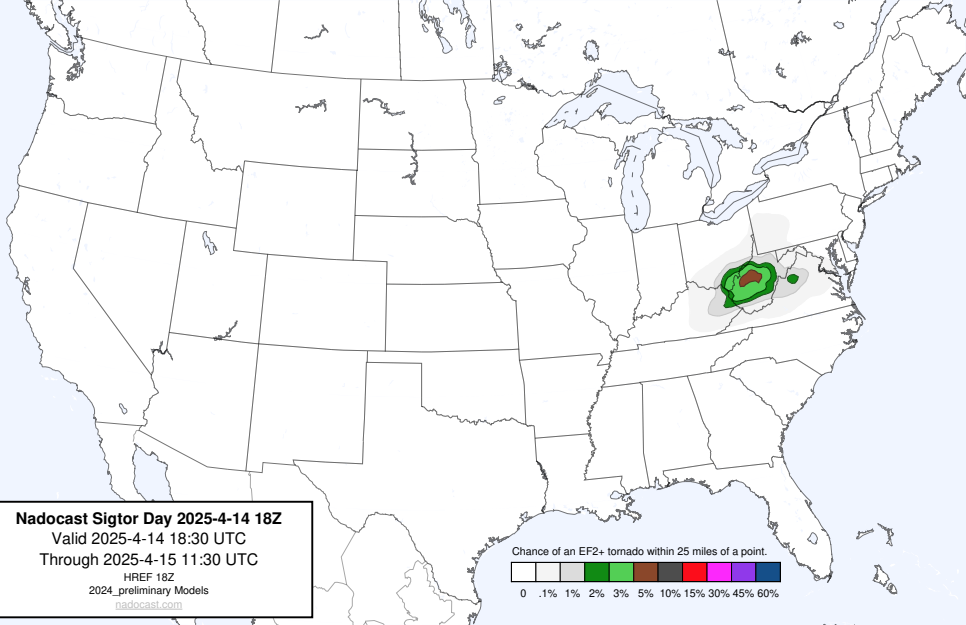 Nadocast Sigtor Day 2025-4-14 18Z
Valid 2025-4-14 18:30 UTC
Through 2025-4-15 11:30 UTC
HREF 18Z
2024_preliminary Models
nadocast.com
Chance of an EF2+ tornado within 25 miles of a point.
0 .1% 1% 2% 3% 5% 10% 15% 30% 45% 60%